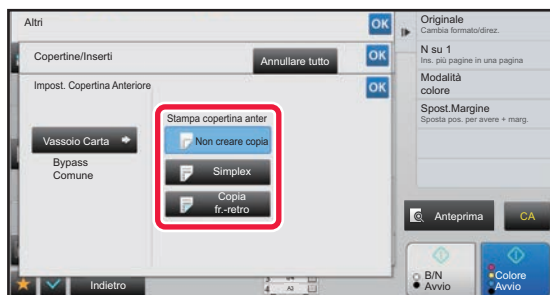 Altri
OK
Copertine/Inserti
Annullare tutto
OK
Impost. Copertina Anteriore
OK
Stampa copertina anter
Vassoio Carta
Bypass
Comune
Non creare copia
Simplex
Copia
fr.-retro
Indietro
4 A3
Originale
Cambia formato/direz.
N su 1
Ins. più pagine in una pagina
Modalità
colore
Spost.Margine
Sposta pos. per avere + marg.
Anteprima
CA
B/N
Avvio
Colore
Avvio